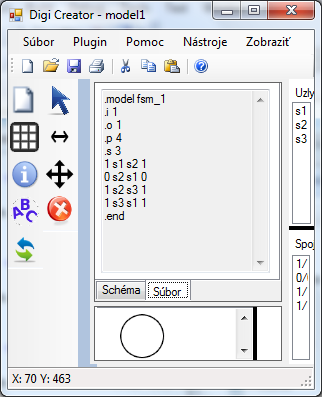 Digi Creator - model1
Súbor Plugin Pomoc Nástroje Zobraziť
.model fsm_1
.i 1
.o 1
.p 4
.s 3
1 s1 s2 1
0 s2 s1 0
1 s2 s3 1
1 s3 s1 1
.end
Schéma Súbor
ABC
Uzly
s1
s2
s3
Spoj
1/
0/
1/
1/
X: 70 Y: 463